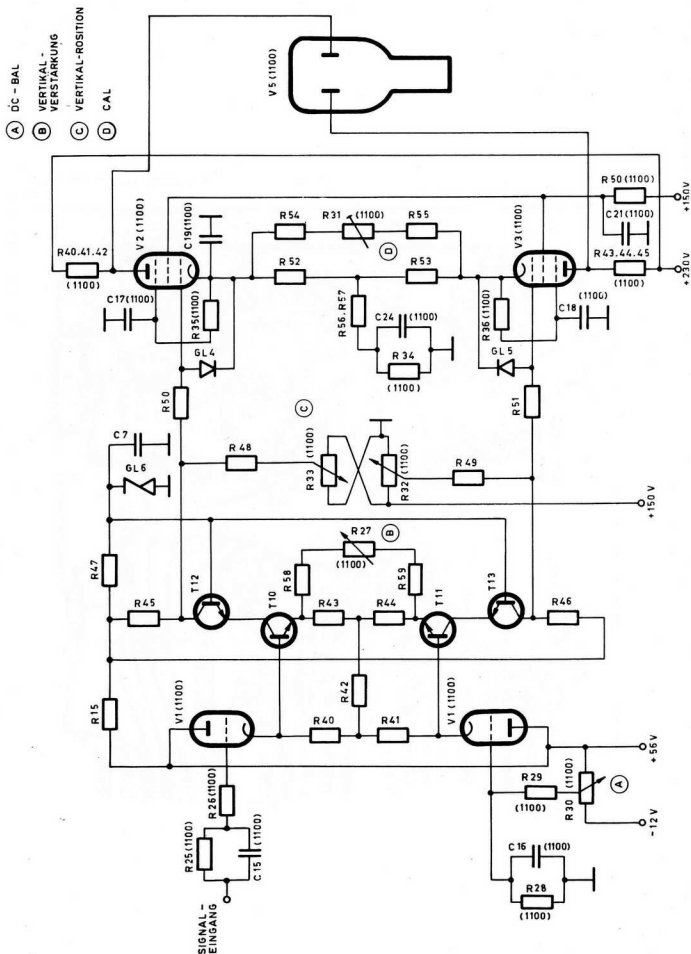 A DC - BAL
B VERTIKAL -
VERSTÄRKUNG
C VERTIKAL-ROSITION
D CAL
V5 (1100)
R40.41.42
(1100)
V2 (1100)
C19(1100)
C17(1100)
R35(1100)
GL4
R50
R54
R31
(1100)
R55
D
R52
R53
R56.R57
C24
(1100)
R34
(1100)
V3(1100)
R50(1100)
C21(1100)
R43.44.45
(1100)
+150V
+230V
R36(1100)
C18
(1100)
GL5
R51
C7
GL6
R48
C
R33
(1100)
R32
(1100)
R49
+150V
R47
R45
T12
T10
R58
R27
(1100)
B
R59
R43
R44
T11
T13
R46
R15
V1(1100)
R42
R40
R41
V1(1100)
R26(1100)
R25(1100)
C15
(1100)
SIGNAL-
EINGANG
R29
(1100)
R30
(1100)
A
+56V
-12V
C16
(1100)
R28
(1100)